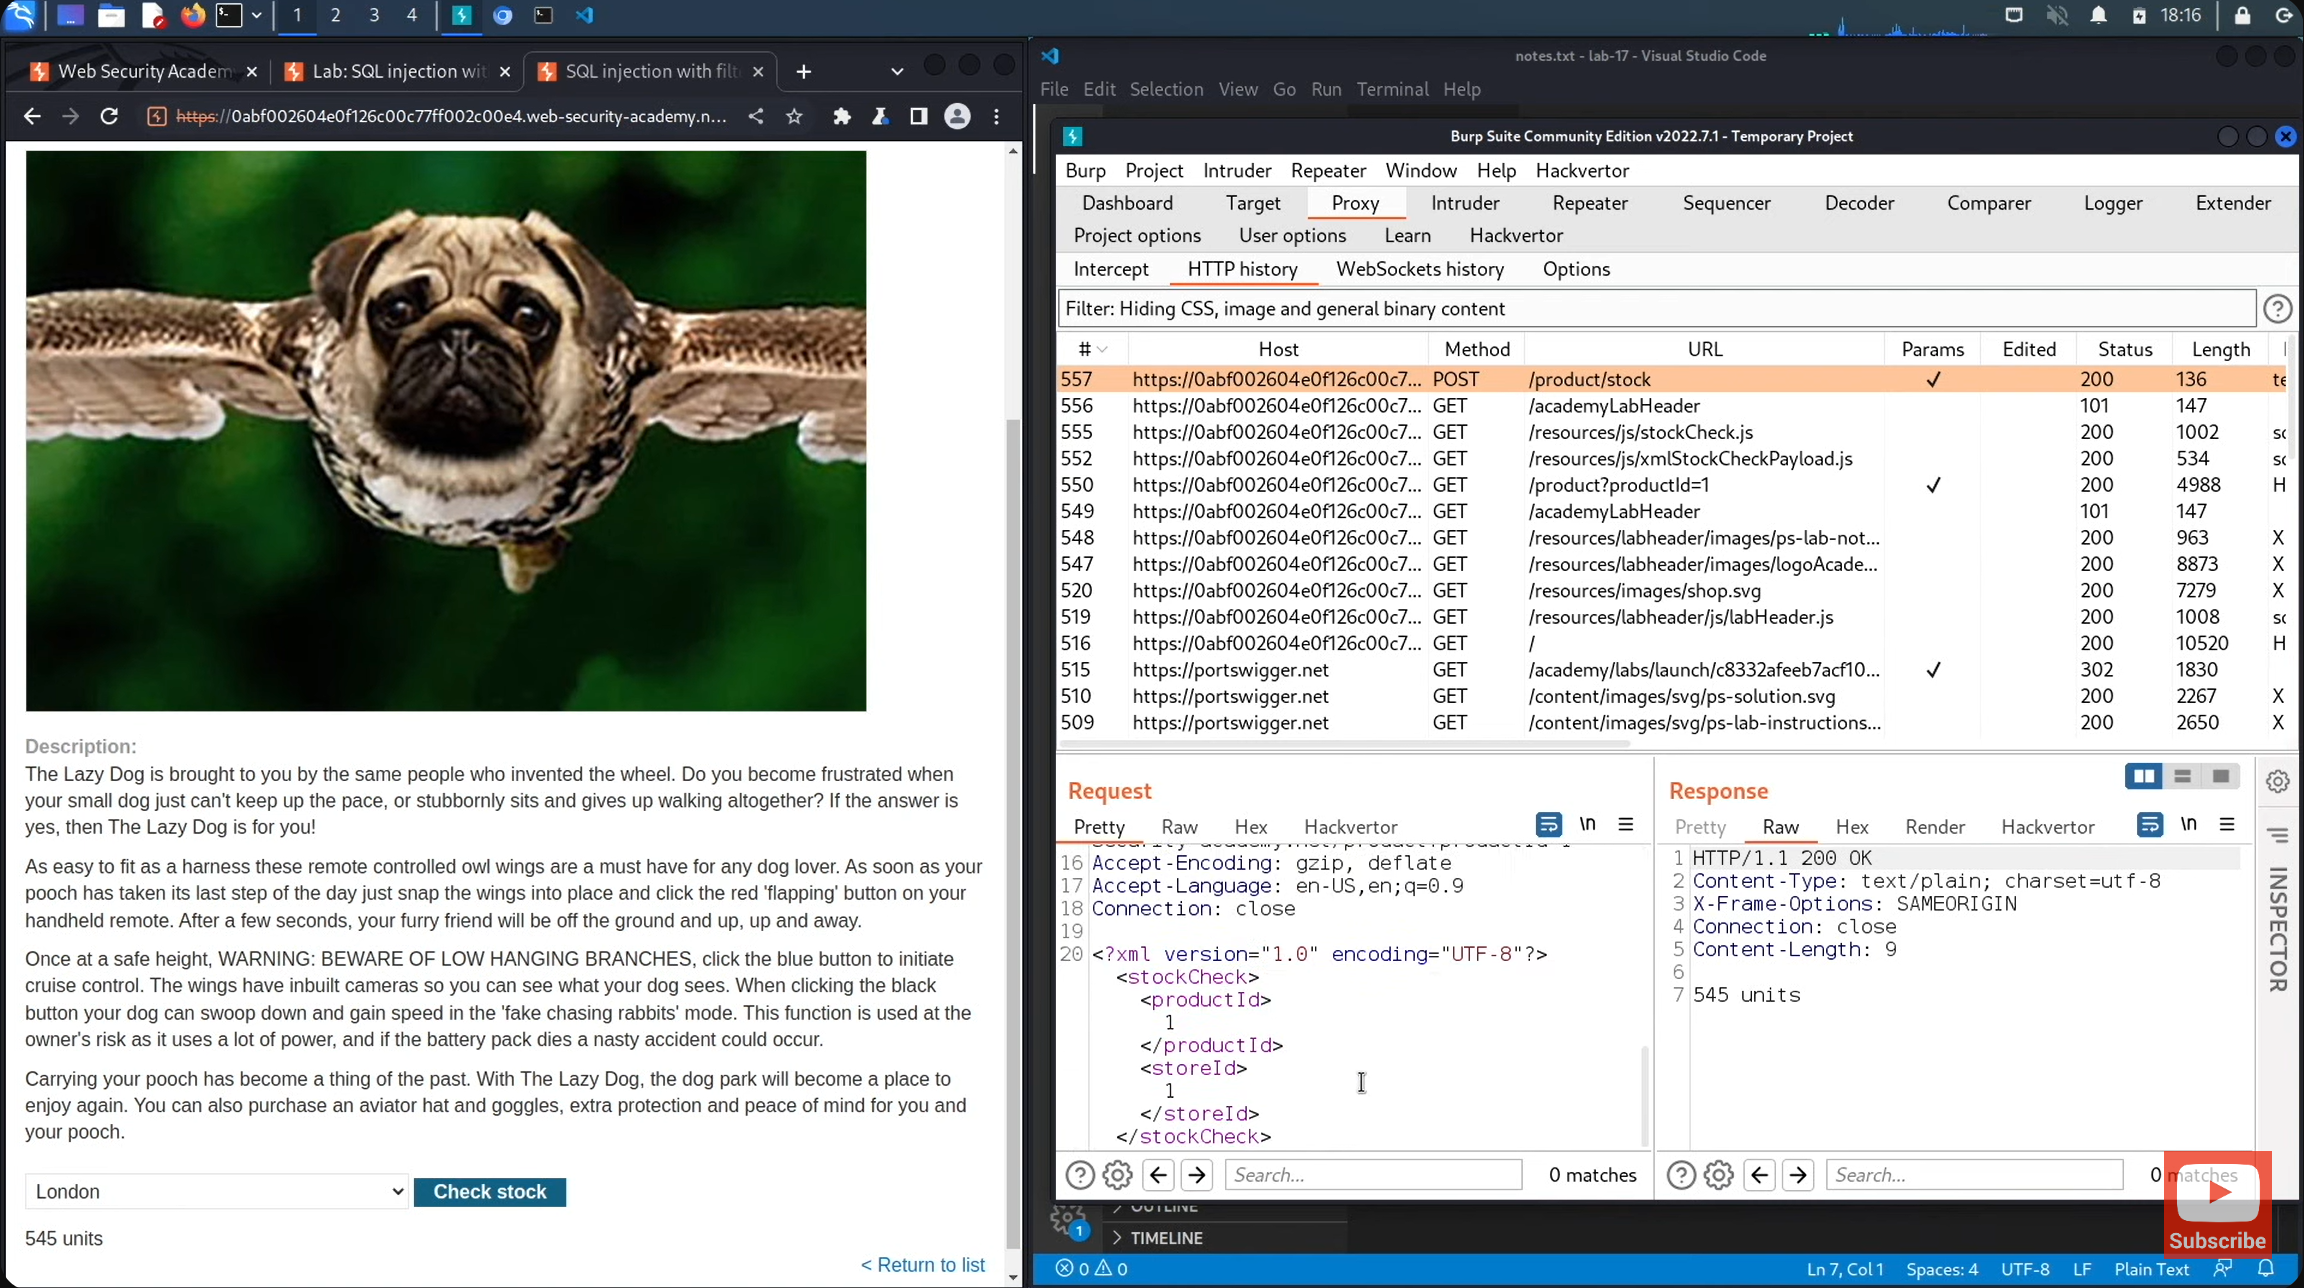 1 2 3 4 18:16
Web Security Academ
Lab: SQL injection wit
SQL injection with filt
https://0abf002604e0f126c00c77ff002c00e4.web-security-academy.n...
Description:
The Lazy Dog is brought to you by the same people who invented the wheel. Do you become frustrated when
your small dog just can't keep up the pace, or stubbornly sits and gives up walking altogether? If the answer is
yes, then The Lazy Dog is for you!
As easy to fit as a harness these remote controlled owl wings are a must have for any dog lover. As soon as your
pooch has taken its last step of the day just snap the wings into place and click the red 'flapping' button on your
handheld remote. After a few seconds, your furry friend will be off the ground and up, up and away.
Once at a safe height, WARNING: BEWARE OF LOW HANGING BRANCHES, click the blue button to initiate
cruise control. The wings have inbuilt cameras so you can see what your dog sees. When clicking the black
button your dog can swoop down and gain speed in the 'fake chasing rabbits' mode. This function is used at the
owner's risk as it uses a lot of power, and if the battery pack dies a nasty accident could occur.
Carrying your pooch has become a thing of the past. With The Lazy Dog, the dog park will become a place to
enjoy again. You can also purchase an aviator hat and goggles, extra protection and peace of mind for you and
your pooch.
London Check stock
545 units
< Return to list
notes.txt - lab-17 - Visual Studio Code
File Edit Selection View Go Run Terminal Help
Burp Suite Community Edition v2022.7.1 - Temporary Project
Burp Project Intruder Repeater Window Help Hackvertor
Dashboard Target Proxy Intruder Repeater Sequencer Decoder Comparer Logger Extender
Project options User options Learn Hackvertor
Intercept HTTP history WebSockets history Options
Filter: Hiding CSS, image and general binary content
# Host Method URL Params Edited Status Length
557 https://0abf002604e0f126c00c7... POST /product/stock ✓ 200 136 te
556 https://0abf002604e0f126c00c7... GET /academyLabHeader 101 147
555 https://0abf002604e0f126c00c7... GET /resources/js/stockCheck.js 200 1002 sc
552 https://0abf002604e0f126c00c7... GET /resources/js/xmlStockCheckPayload.js 200 534 sc
550 https://0abf002604e0f126c00c7... GET /product?productId=1 ✓ 200 4988 H
549 https://0abf002604e0f126c00c7... GET /academyLabHeader 101 147
548 https://0abf002604e0f126c00c7... GET /resources/labheader/images/ps-lab-not... 200 963 X
547 https://0abf002604e0f126c00c7... GET /resources/labheader/images/logoAcade... 200 8873 X
520 https://0abf002604e0f126c00c7... GET /resources/images/shop.svg 200 7279 X
519 https://0abf002604e0f126c00c7... GET /resources/labheader/js/labHeader.js 200 1008 sc
516 https://0abf002604e0f126c00c7... GET / 200 10520 H
515 https://portswigger.net GET /academy/labs/launch/c8332afeeb7acf10... ✓ 302 1830
510 https://portswigger.net GET /content/images/svg/ps-solution.svg 200 2267 X
509 https://portswigger.net GET /content/images/svg/ps-lab-instructions... 200 2650 X
Request
Pretty Raw Hex Hackvertor \n
16 Accept-Encoding: gzip, deflate
17 Accept-Language: en-US,en;q=0.9
18 Connection: close
19
20 <?xml version="1.0" encoding="UTF-8"?>
<stockCheck>
<productId>
1
</productId>
<storeId>
1
</storeId>
</stockCheck>
Search... 0 matches
Response
Pretty Raw Hex Render Hackvertor \n
1 HTTP/1.1 200 OK
2 Content-Type: text/plain; charset=utf-8
3 X-Frame-Options: SAMEORIGIN
4 Connection: close
5 Content-Length: 9
6
7 545 units
Search... 0 matches
INSPECTOR
Subscribe
1
OUTLINE
TIMELINE
0 0 Ln 7, Col 1 Spaces: 4 UTF-8 LF Plain Text